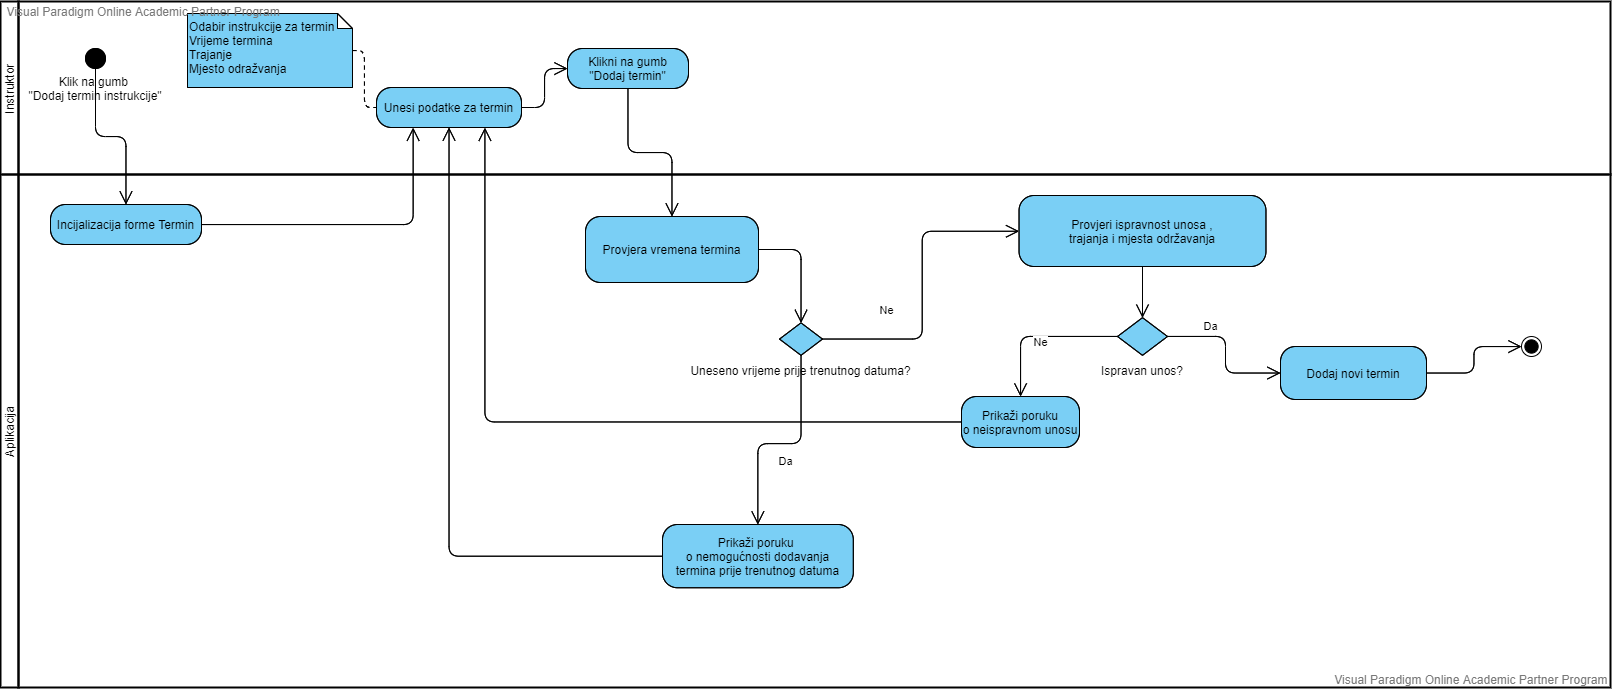 Visual Paradigm Online Academic Partner Program
Instruktor
Klik na gumb
"Dodaj termin instrukcije"
Odabir instrukcije za termin
Vrijeme termina
Trajanje
Mjesto odražvanja
Unesi podatke za termin
Klikni na gumb
"Dodaj termin"
Aplikacija
Incijalizacija forme Termin
Provjera vremena termina
Ne
Uneseno vrijeme prije trenutnog datuma?
Da
Prikaži poruku
o nemogućnosti dodavanja
termina prije trenutnog datuma
Provjeri ispravnost unosa ,
trajanja i mjesta održavanja
Ne
Da
Ispravan unos?
Prikaži poruku
o neispravnom unosu
Dodaj novi termin
Visual Paradigm Online Academic Partner Program